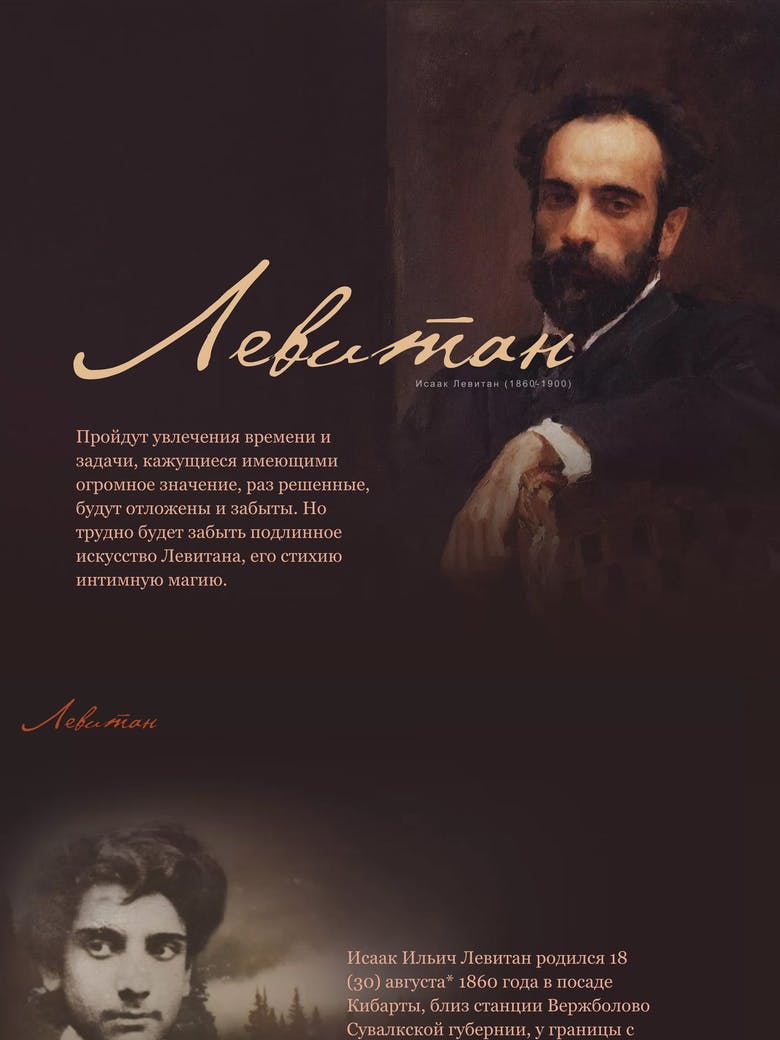 Левитан
Исаак Левитан (1860-1900)
Пройдут увлечения времени и
задачи, кажущиеся имеющими
огромное значение, раз решенные,
будут отложены и забыты. Но
трудно будет забыть подлинное
искусство Левитана, его стихию
интимную магию.
Левитан
Исаак Ильич Левитан родился 18
(30) августа* 1860 года в посаде
Кибарты, близ станции Вержболово
Сувалкской губернии, у границы с